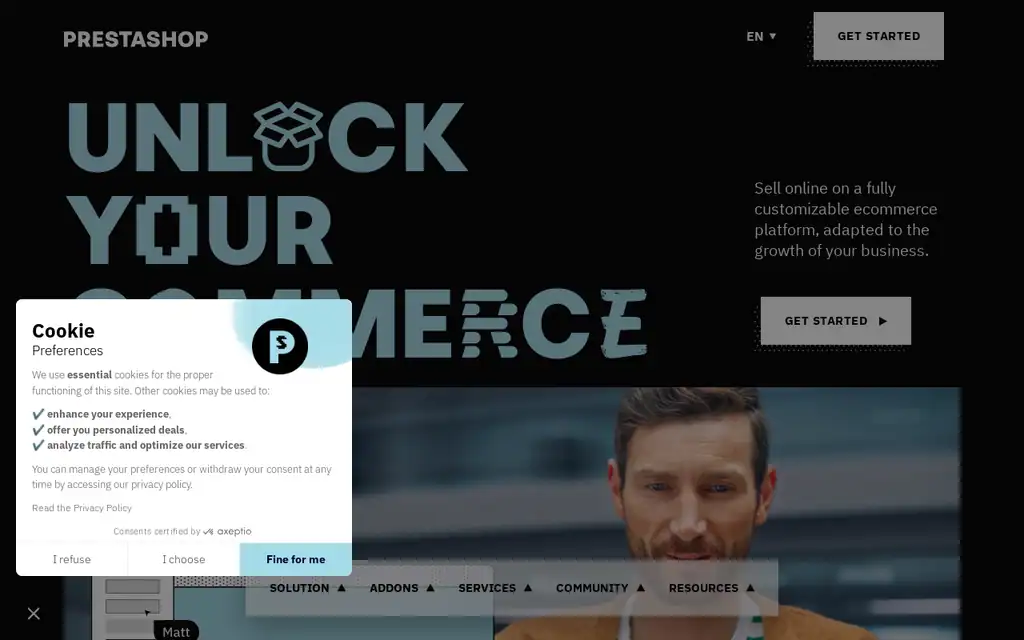 PRESTASHOP
EN ▼
GET STARTED
UNLOCK
YOUR
COMMERCE
Sell online on a fully
customizable ecommerce
platform, adapted to the
growth of your business.
GET STARTED ▶
Cookie
Preferences
We use essential cookies for the proper
functioning of this site. Other cookies may be used to:
✔ enhance your experience,
✔ offer you personalized deals,
✔ analyze traffic and optimize our services.
You can manage your preferences or withdraw your consent at any
time by accessing our privacy policy.
Read the Privacy Policy
Consents certified by axeptio
I refuse
I choose
Fine for me
SOLUTION ▲
ADDONS ▲
SERVICES ▲
COMMUNITY ▲
RESOURCES ▲
Matt